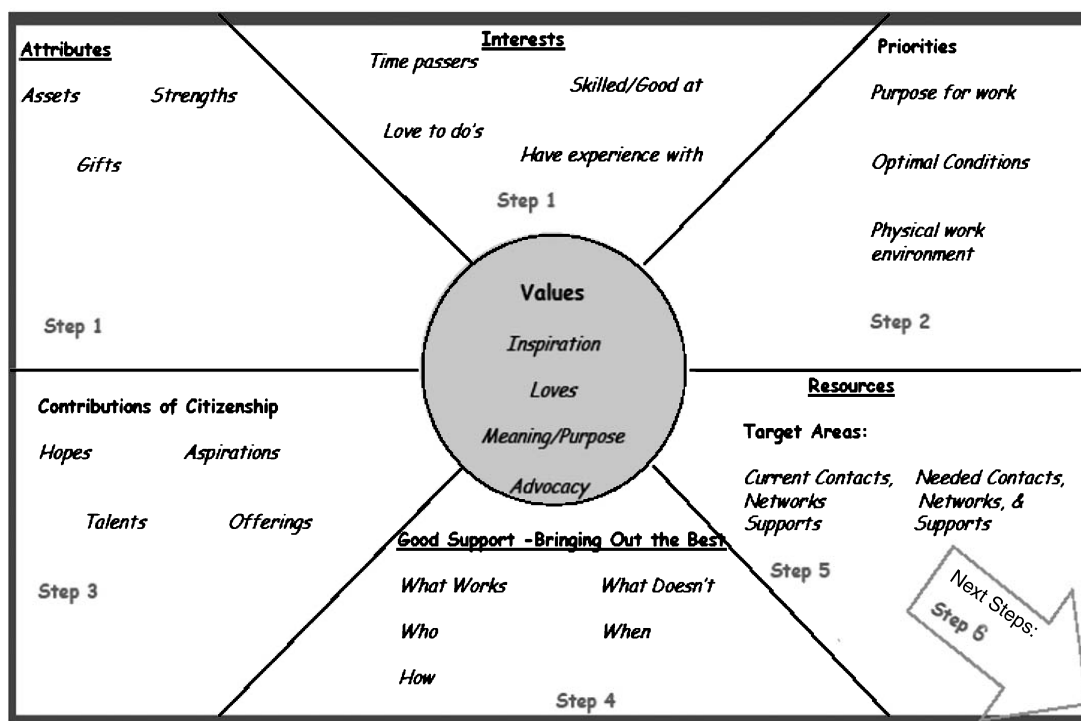 Attributes
Assets Strengths
Gifts
Step 1
Interests
Time passers
Skilled/Good at
Love to do's
Have experience with
Step 1
Priorities
Purpose for work
Optimal Conditions
Physical work
environment
Step 2
Values
Inspiration
Loves
Meaning/Purpose
Advocacy
Contributions of Citizenship
Hopes Aspirations
Talents Offerings
Step 3
Good Support -Bringing Out the Best
What Works What Doesn't
Who When
How
Step 4
Resources
Target Areas:
Current Contacts,
Networks
Supports
Needed Contacts,
Networks, &
Supports
Step 5
Next Steps:
Step 6